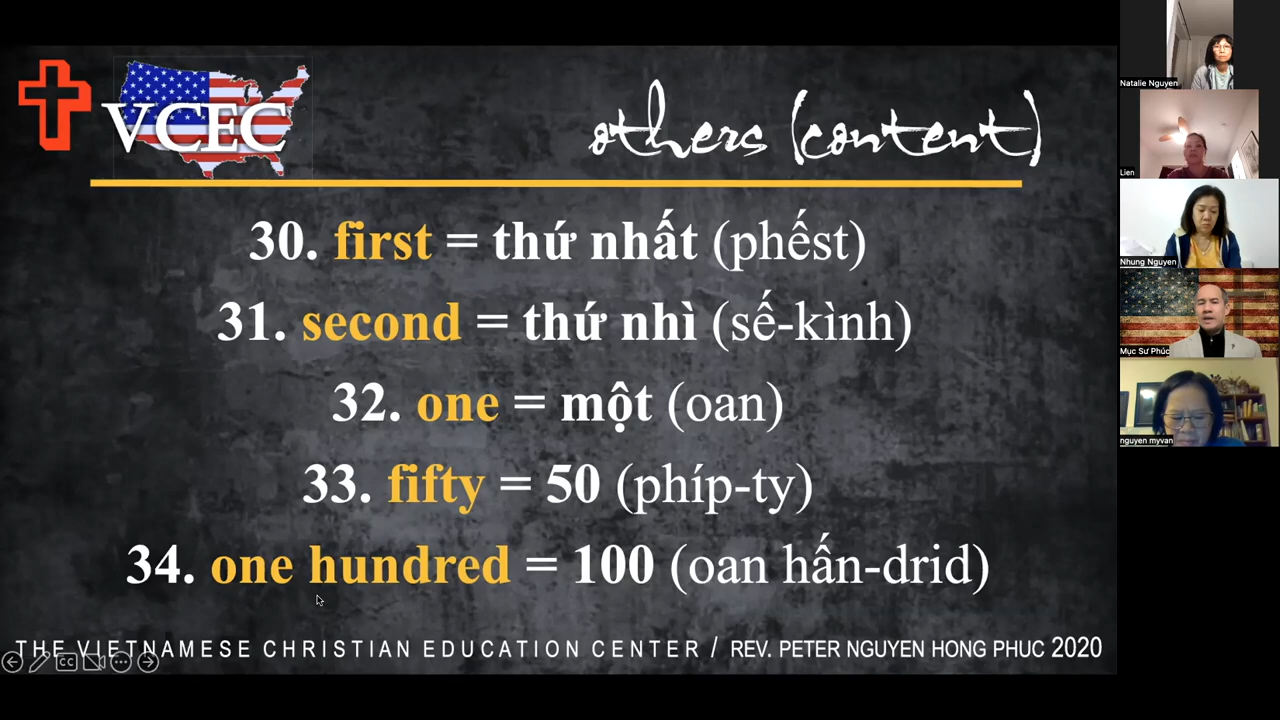 VCEC
others (content)
30. first = thứ nhất (phếst)
31. second = thứ nhì (sế-kình)
32. one = một (oan)
33. fifty = 50 (phíp-ty)
34. one hundred = 100 (oan hấn-drid)
THE VIETNAMESE CHRISTIAN EDUCATION CENTER / REV. PETER NGUYEN HONG PHUC 2020
CC
Natalie Nguyen
Lien
Nhung Nguyen
Mục Sư Phúc
nguyen myvan